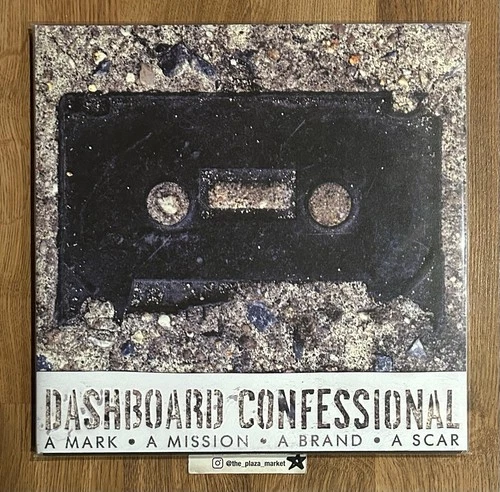 DASHBOARD CONFESSIONAL
A MARK • A MISSION • A BRAND • A SCAR
@the_plaza_market